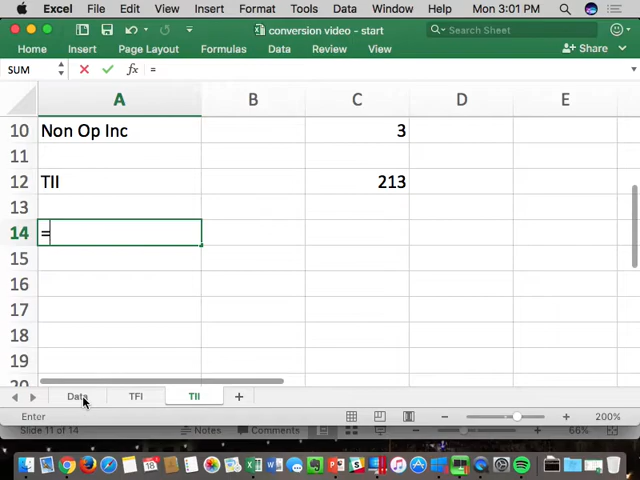 Excel File Edit View Insert Format Tools Data Window Help Mon 3:01 PM
conversion video - start
Search Sheet
Home Insert Page Layout Formulas Data Review View Share
SUM fx =
A B C D E
10 Non Op Inc 3
11
12 TII 213
13
14 =
15
16
17
18
19
20
Data TFI TII +
Enter 200%
Slide 11 of 14 Notes Comments 66%
18